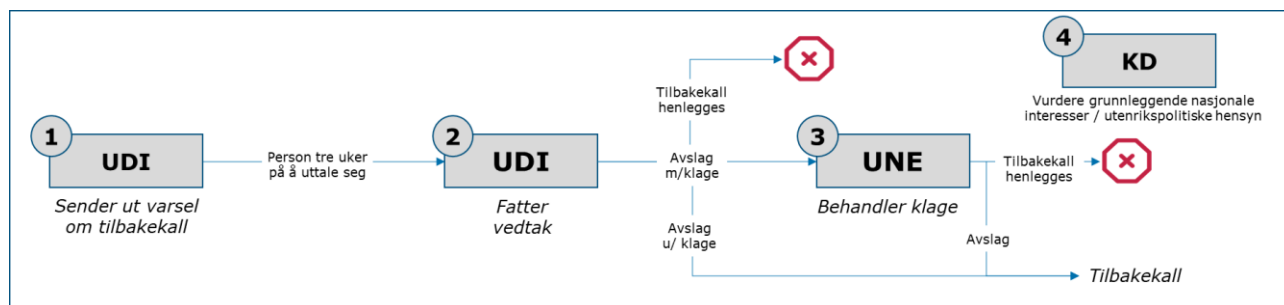 1
UDI
Sender ut varsel
om tilbakekall
Person tre uker
på å uttale seg
2
UDI
Fatter
vedtak
Tilbakekall
henlegges
Avslag
m/klage
Avslag
u/ klage
3
UNE
Behandler klage
Tilbakekall
henlegges
Avslag
Tilbakekall
4
KD
Vurdere grunnleggende nasjonale
interesser / utenrikspolitiske hensyn